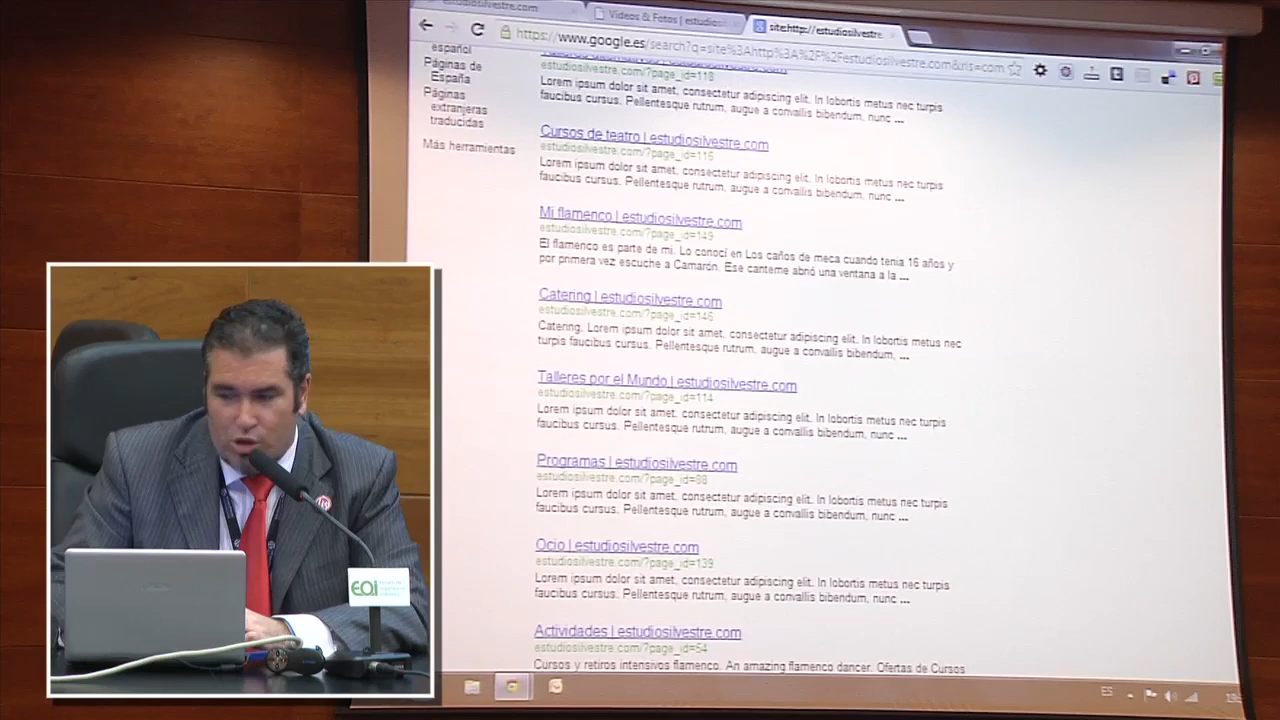 estudiosilvestre.com
Videos & Fotos | estudios
site:http://estudiosilvestre.
https://www.google.es/search?q=site%3Ahttp%3A%2F%2Festudiosilvestre.com&rls=com
español
Páginas de
España
Páginas
extranjeras
traducidas
Más herramientas
estudiosilvestre.com/?page_id=118
Lorem ipsum dolor sit amet, consectetur adipiscing elit. In lobortis metus nec turpis
faucibus cursus. Pellentesque rutrum, augue a convallis bibendum, nunc ...
Cursos de teatro | estudiosilvestre.com
estudiosilvestre.com/?page_id=116
Lorem ipsum dolor sit amet, consectetur adipiscing elit. In lobortis metus nec turpis
faucibus cursus. Pellentesque rutrum, augue a convallis bibendum, nunc ...
Mi flamenco | estudiosilvestre.com
estudiosilvestre.com/?page_id=149
El flamenco es parte de mi. Lo conocí en Los caños de meca cuando tenia 16 años y
por primera vez escuche a Camarón. Ese canteme abrió una ventana a la ...
Catering | estudiosilvestre.com
estudiosilvestre.com/?page_id=146
Catering. Lorem ipsum dolor sit amet, consectetur adipiscing elit. In lobortis metus nec
turpis faucibus cursus. Pellentesque rutrum, augue a convallis bibendum, ...
Talleres por el Mundo | estudiosilvestre.com
estudiosilvestre.com/?page_id=114
Lorem ipsum dolor sit amet, consectetur adipiscing elit. In lobortis metus nec turpis
faucibus cursus. Pellentesque rutrum, augue a convallis bibendum, nunc ...
Programas | estudiosilvestre.com
estudiosilvestre.com/?page_id=88
Lorem ipsum dolor sit amet, consectetur adipiscing elit. In lobortis metus nec turpis
faucibus cursus. Pellentesque rutrum, augue a convallis bibendum, nunc ...
Ocio | estudiosilvestre.com
estudiosilvestre.com/?page_id=139
Lorem ipsum dolor sit amet, consectetur adipiscing elit. In lobortis metus nec turpis
faucibus cursus. Pellentesque rutrum, augue a convallis bibendum, nunc ...
Actividades | estudiosilvestre.com
estudiosilvestre.com/?page_id=54
Cursos y retiros intensivos flamenco. An amazing flamenco dancer. Ofertas de Cursos
ES
EOi